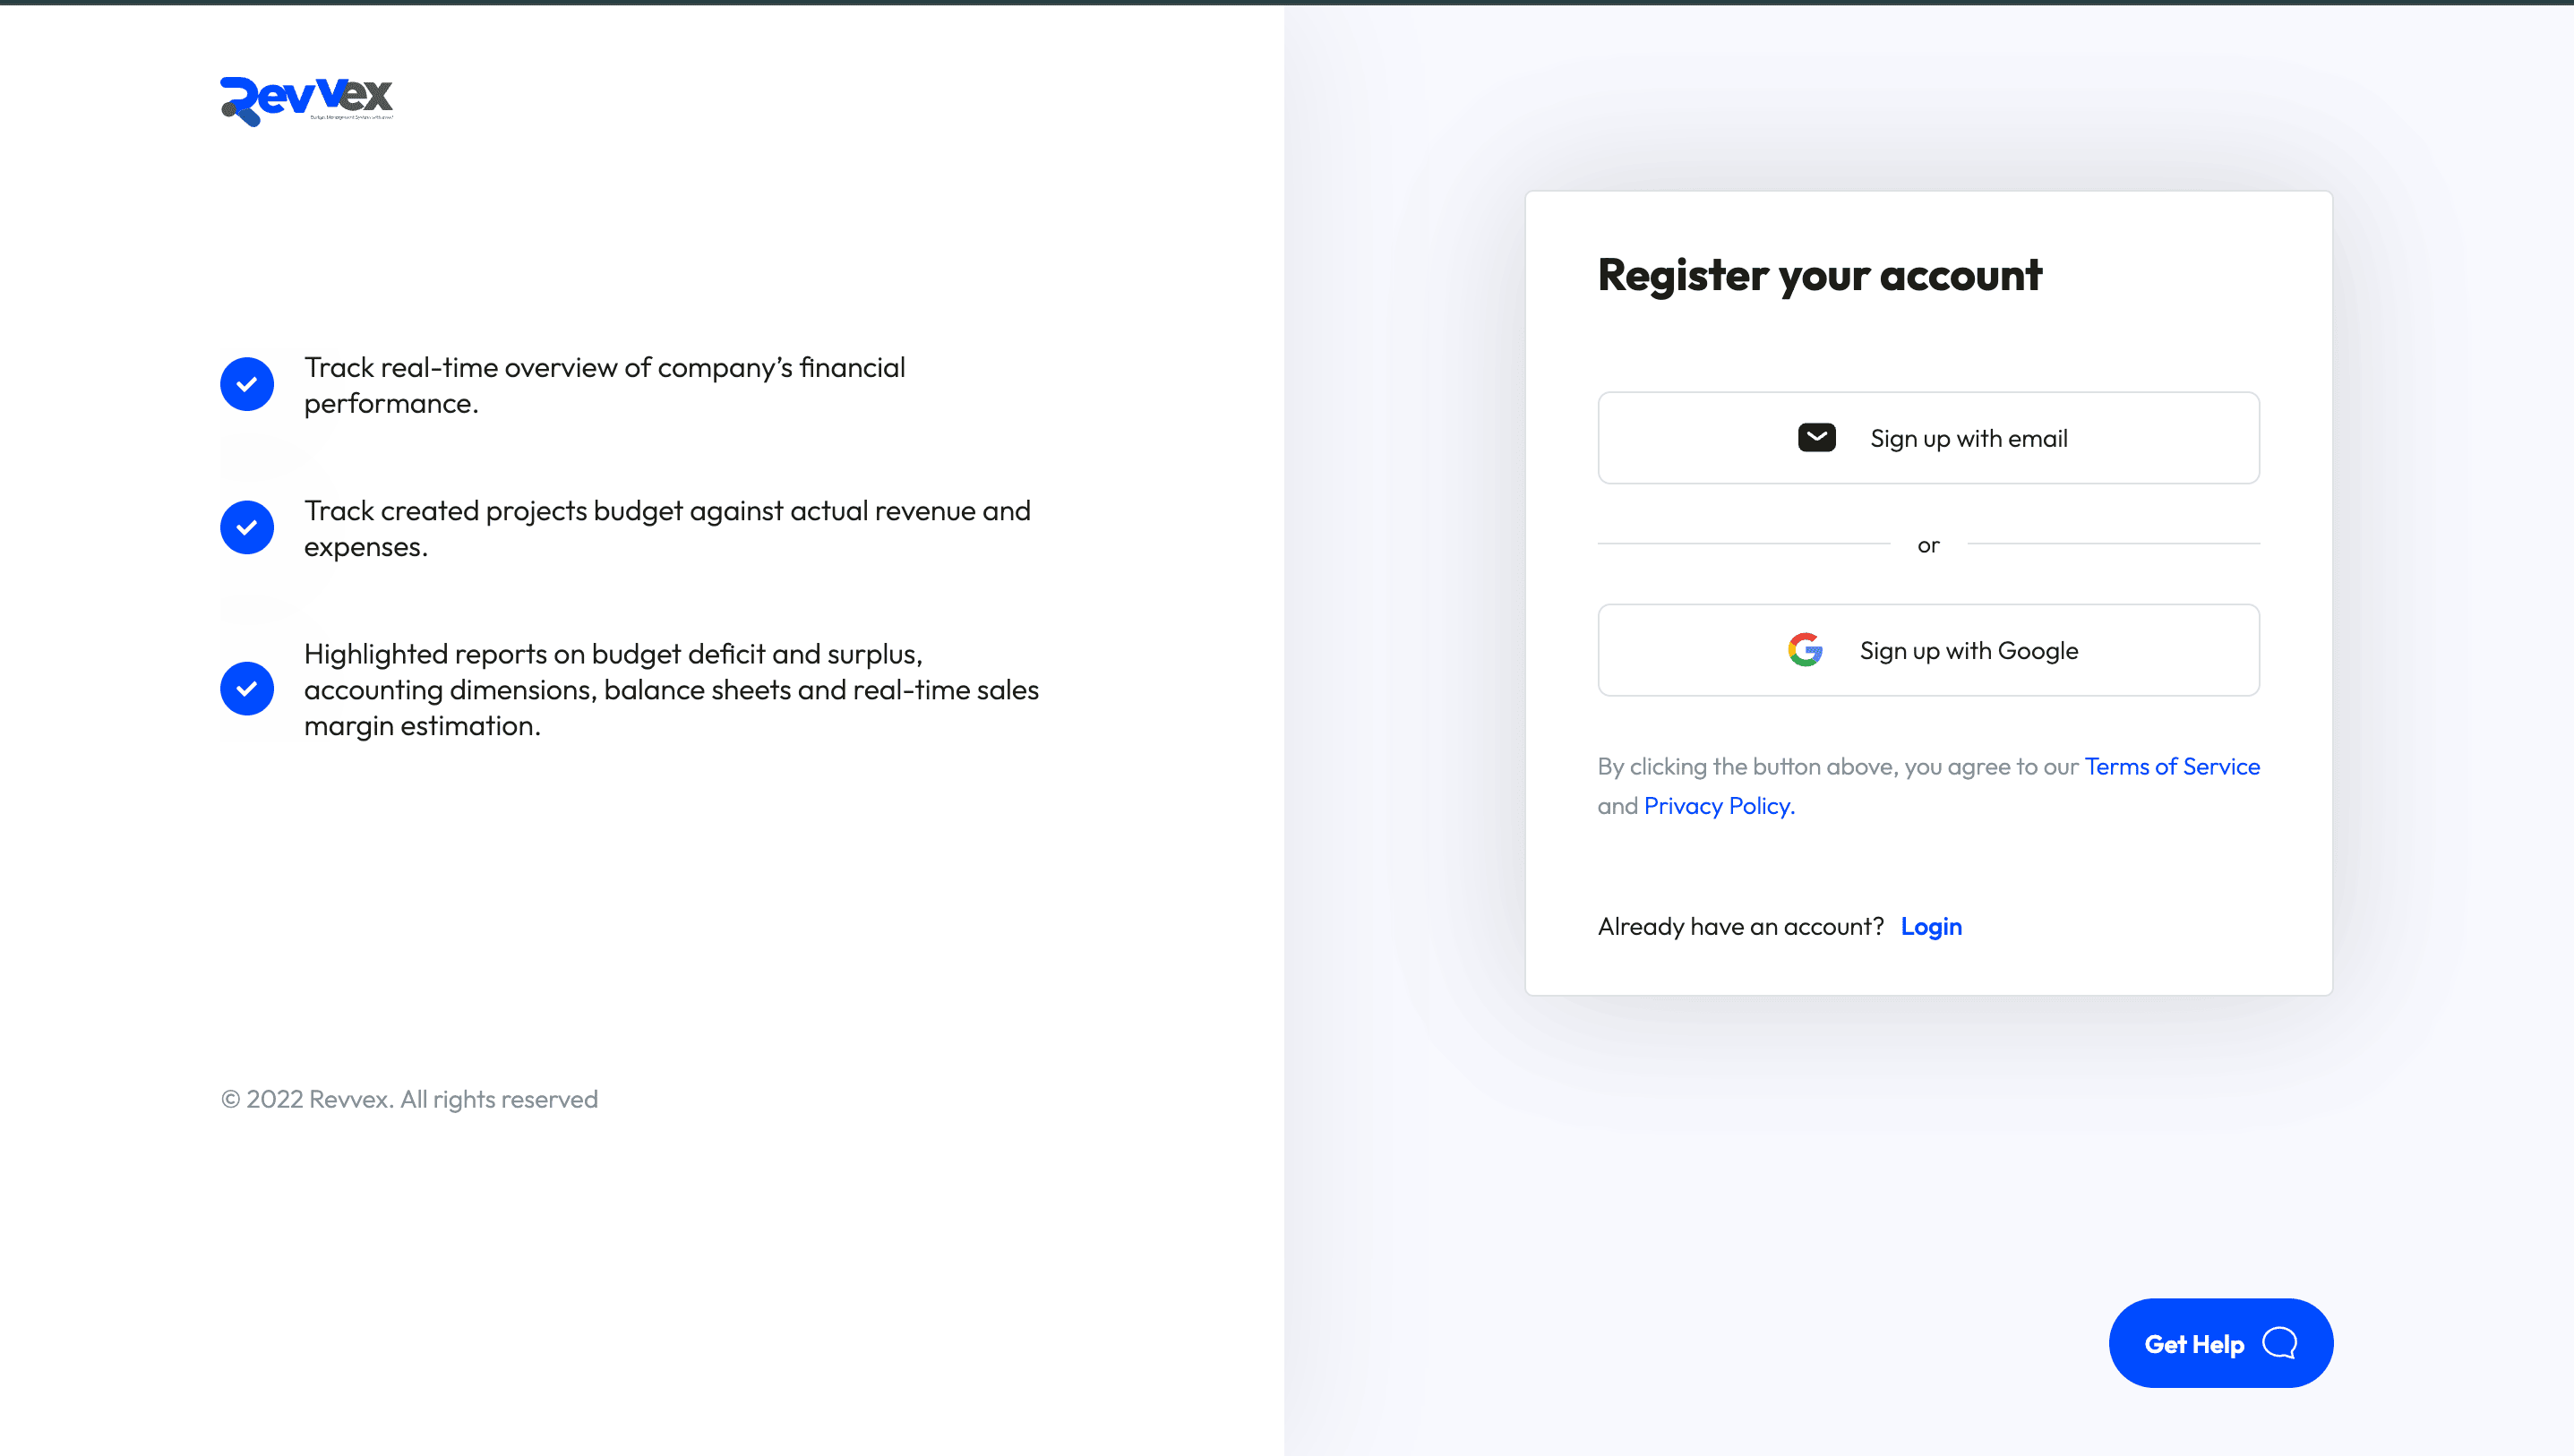 Revvex
Track real-time overview of company’s financial
performance.
Track created projects budget against actual revenue and
expenses.
Highlighted reports on budget deficit and surplus,
accounting dimensions, balance sheets and real-time sales
margin estimation.
© 2022 Revvex. All rights reserved
Register your account
Sign up with email
or
Sign up with Google
By clicking the button above, you agree to our Terms of Service
and Privacy Policy.
Already have an account? Login
Get Help